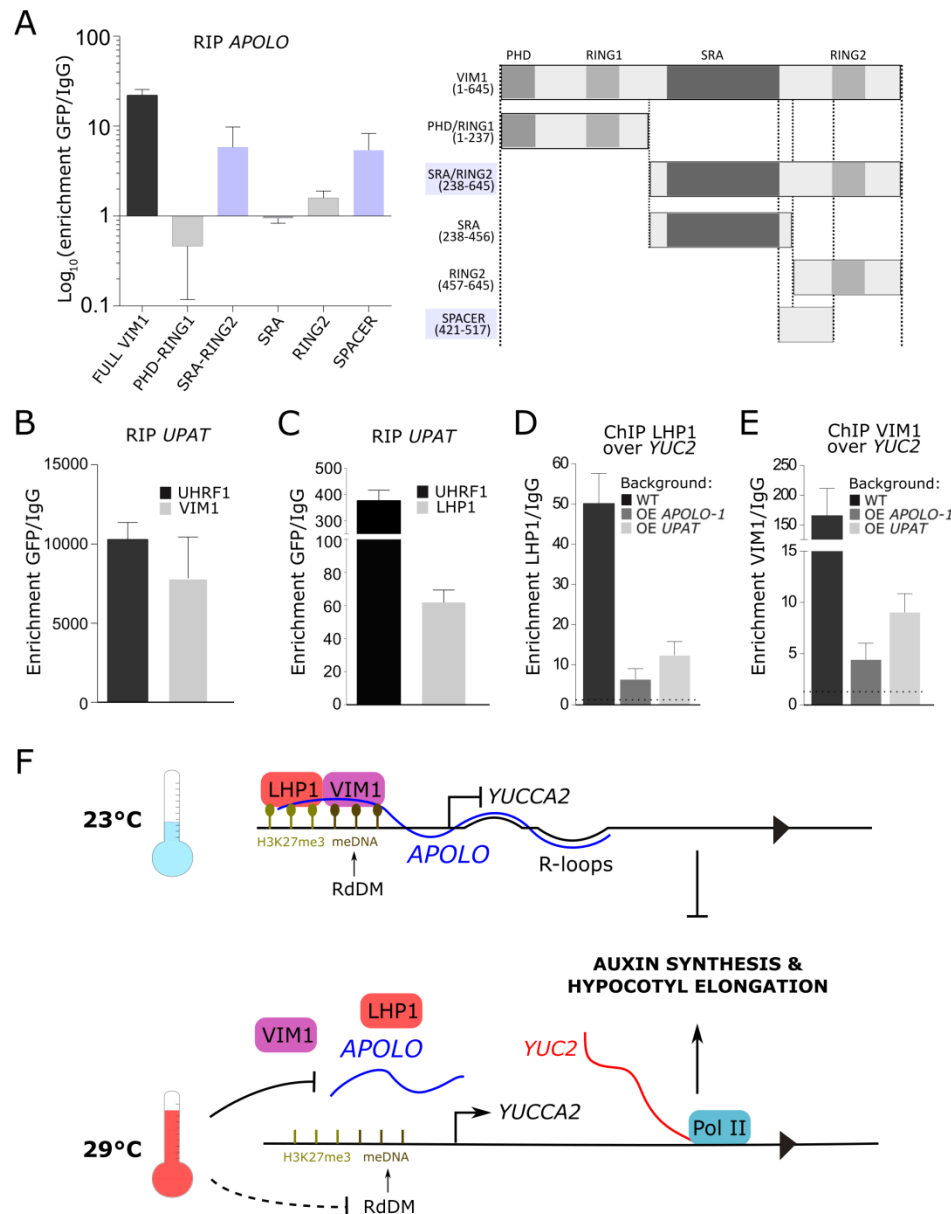 A
RIP APOLO
Log10(enrichment GFP/IgG)
100
10
1
0.1
FULL VIM1
PHD-RING1
SRA-RING2
SRA
RING2
SPACER
PHD RING1 SRA RING2
VIM1
(1-645)
PHD/RING1
(1-237)
SRA/RING2
(238-645)
SRA
(238-456)
RING2
(457-645)
SPACER
(421-517)
B
RIP UPAT
Enrichment GFP/IgG
15000
10000
5000
0
UHRF1
VIM1
C
RIP UPAT
Enrichment GFP/IgG
500
400
300
100
80
60
40
20
0
UHRF1
LHP1
D
ChIP LHP1
over YUC2
Enrichment LHP1/IgG
60
50
40
30
20
10
0
Background:
WT
OE APOLO-1
OE UPAT
E
ChIP VIM1
over YUC2
Enrichment VIM1/IgG
250
200
150
15
10
5
0
Background:
WT
OE APOLO-1
OE UPAT
F
23°C
LHP1 VIM1
YUCCA2
H3K27me3 meDNA
APOLO
R-loops
RdDM
AUXIN SYNTHESIS &
HYPOCOTYL ELONGATION
29°C
VIM1
LHP1
APOLO
YUC2
YUCCA2
Pol II
H3K27me3 meDNA
RdDM